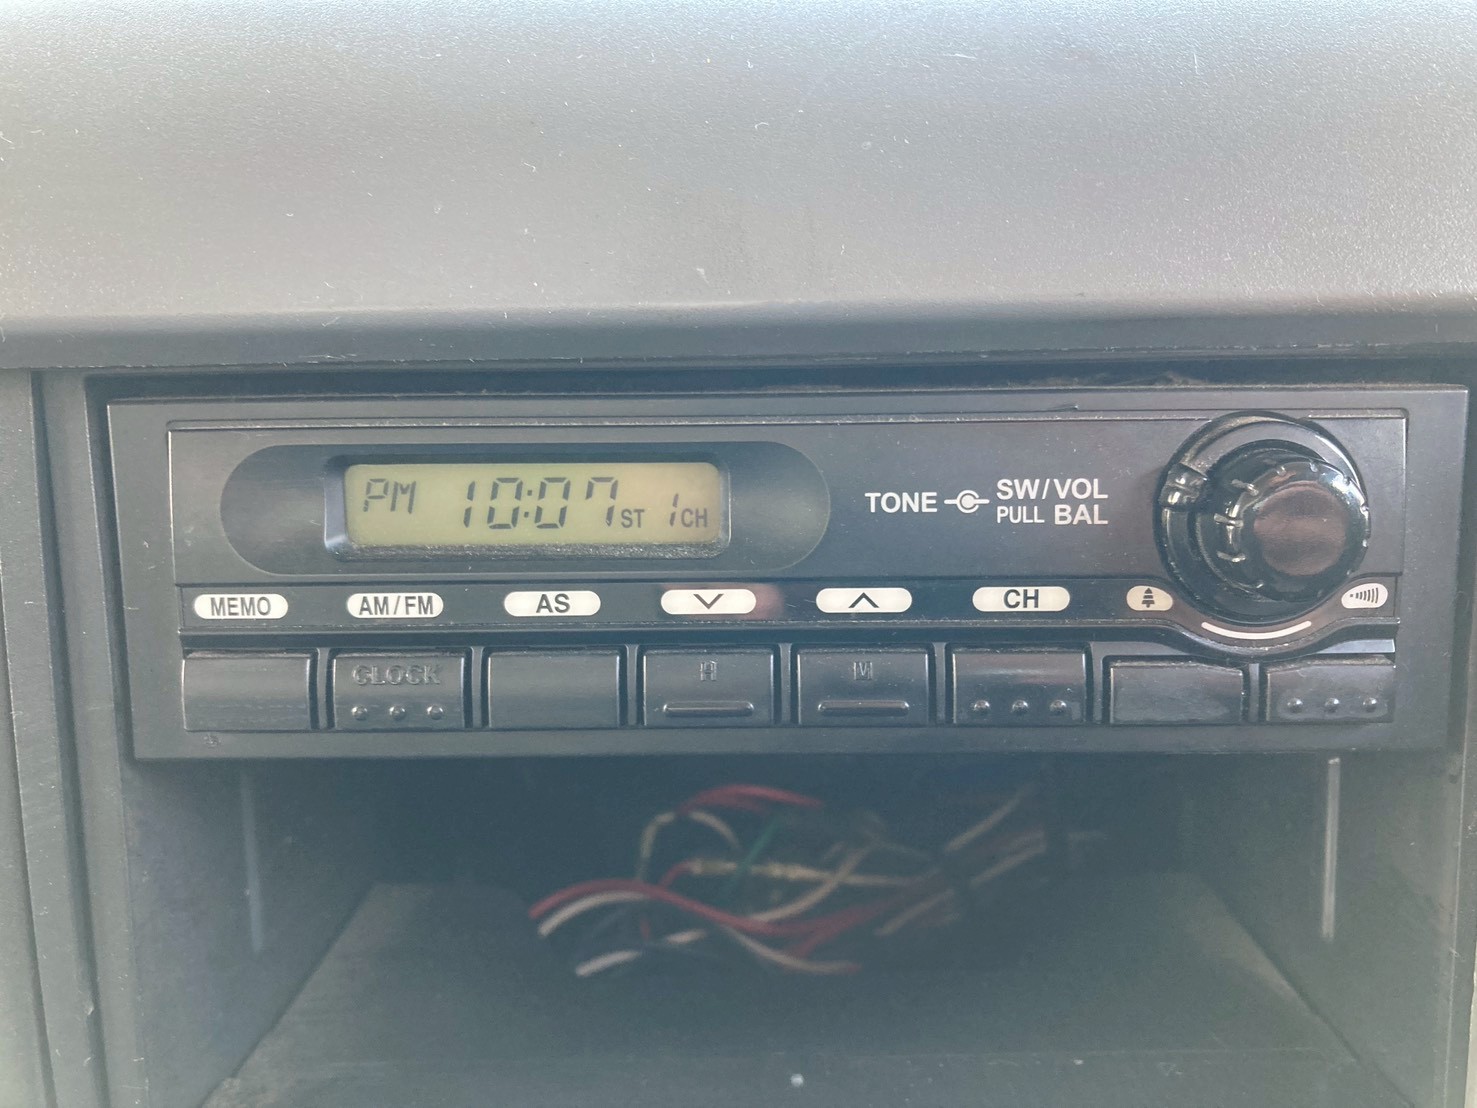 PM 10:07 ST 1CH
TONE SW/VOL
PULL BAL
MEMO AM/FM AS CH
CLOCK H M